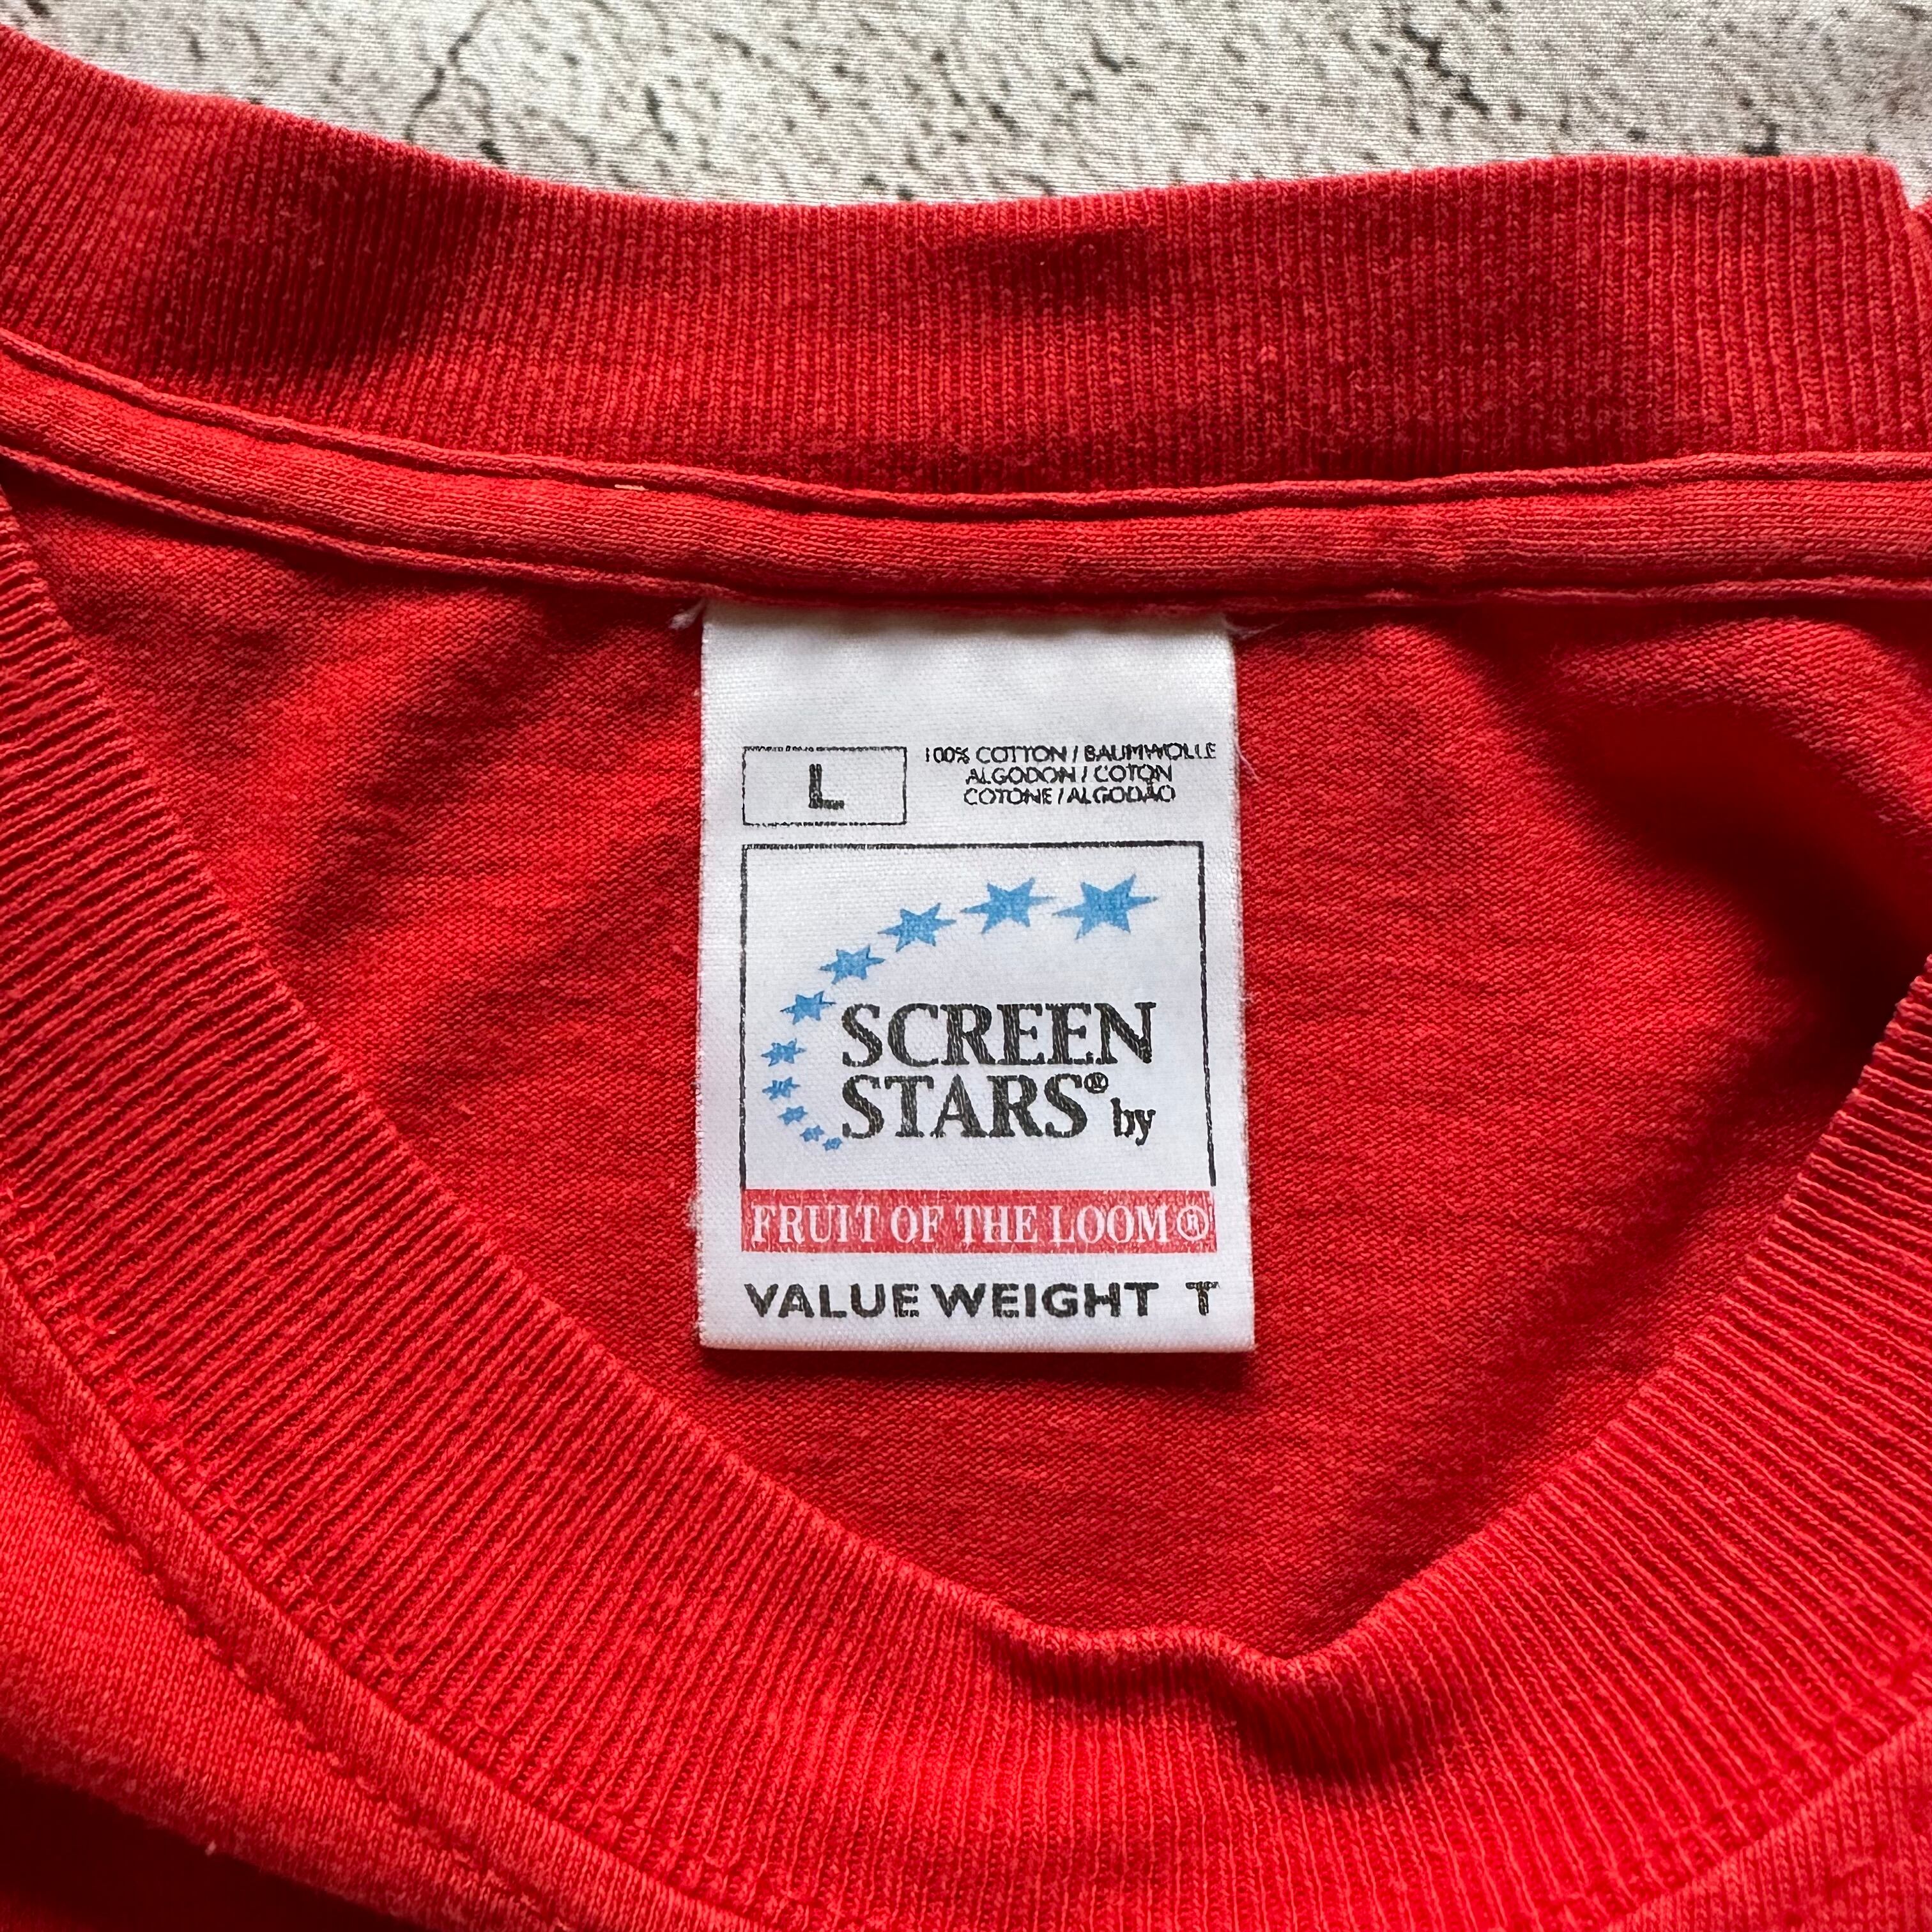 L
100% COTTON / BAUMWOLLE
ALGODON / COTON
COTONE / ALGODÃO
SCREEN
STARS® by
FRUIT OF THE LOOM®
VALUE WEIGHT T